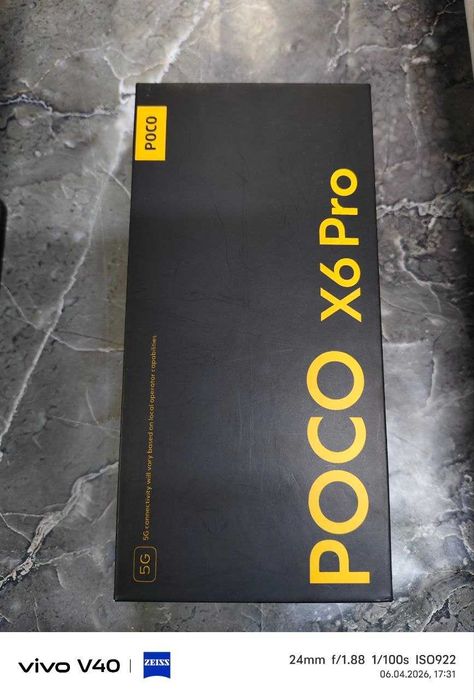 POCO
POCO X6 Pro
5G
5G connectivity will vary based on local operator capabilities
vivo V40
ZEISS
24mm f/1.88 1/100s ISO922
06.04.2026, 17:31